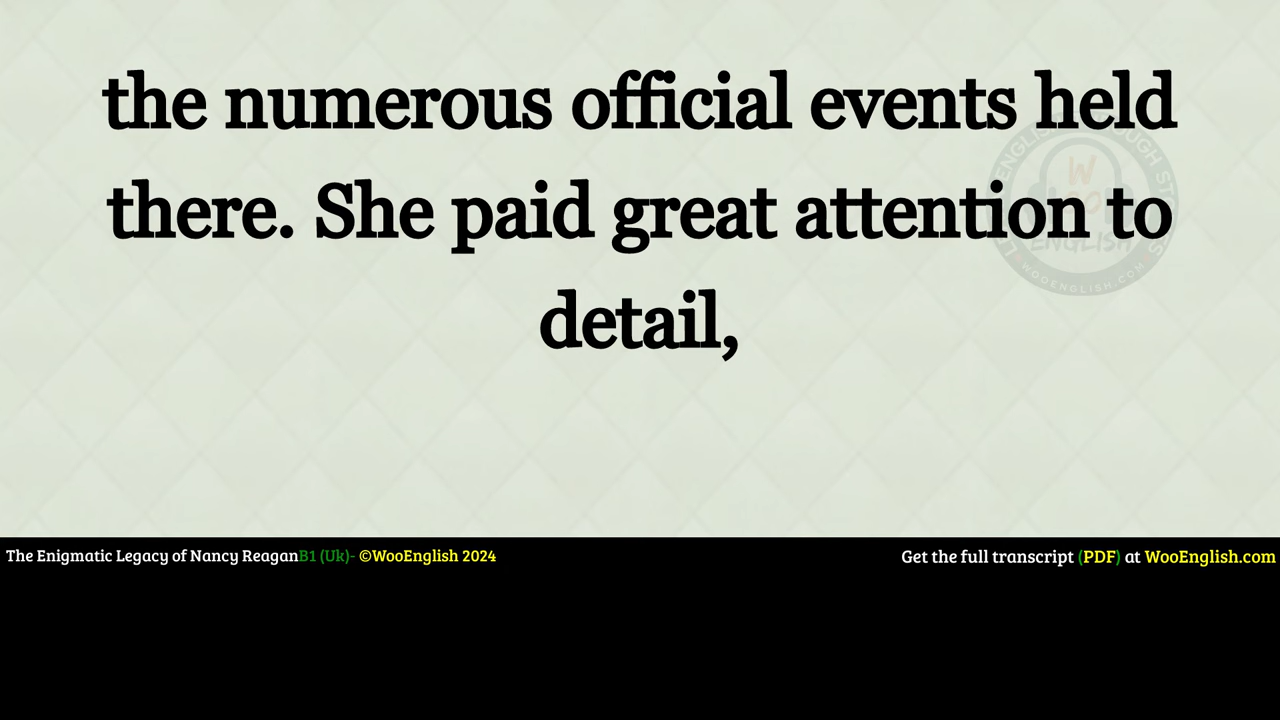 the numerous official events held
there. She paid great attention to
detail,
The Enigmatic Legacy of Nancy ReaganB1 (Uk)- ©WooEnglish 2024
Get the full transcript (PDF) at WooEnglish.com